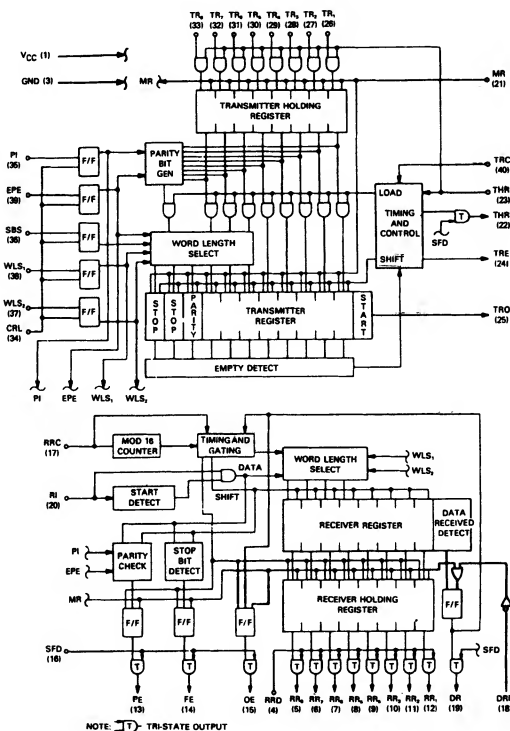 TR₈ TR₇ TR₆ TR₅ TR₄ TR₃ TR₂ TR₁
(33) (32) (31) (30) (29) (28) (27) (26)
V_CC (1)
GND (3)
MR
MR
(21)
TRANSMITTER HOLDING
REGISTER
PI
(35)
F/F
PARITY
BIT
GEN
TRC
(40)
EPE
(39)
F/F
LOAD
THR
(23)
SBS
(36)
F/F
TIMING
AND
CONTROL
T
THR
(22)
SFD
WORD LENGTH
SELECT
WLS₁
(38)
F/F
SHIFT
TRE
(24)
WLS₂
(37)
F/F
CRL
(34)
STOP
STOP
PARITY
TRANSMITTER
REGISTER
START
TRO
(25)
EMPTY DETECT
PI EPE WLS₁ WLS₂
RRC
(17)
MOD 16
COUNTER
TIMING AND
GATING
WORD LENGTH
SELECT
WLS₁
WLS₂
DATA
RI
(20)
START
DETECT
SHIFT
RECEIVER REGISTER
DATA
RECEIVED
DETECT
PI
EPE
PARITY
CHECK
STOP
BIT
DETECT
MR
F/F
F/F
F/F
RECEIVER HOLDING
REGISTER
F/F
SFD
(16)
SFD
T T T T T T T T T T T T
PE
(13)
FE
(14)
OE
(15)
RRD
(4)
RR₈ RR₇ RR₆ RR₅ RR₄ RR₃ RR₂ RR₁
(5) (6) (7) (8) (9) (10) (11) (12)
DR
(19)
DRR
(18)
NOTE: T - TRI-STATE OUTPUT